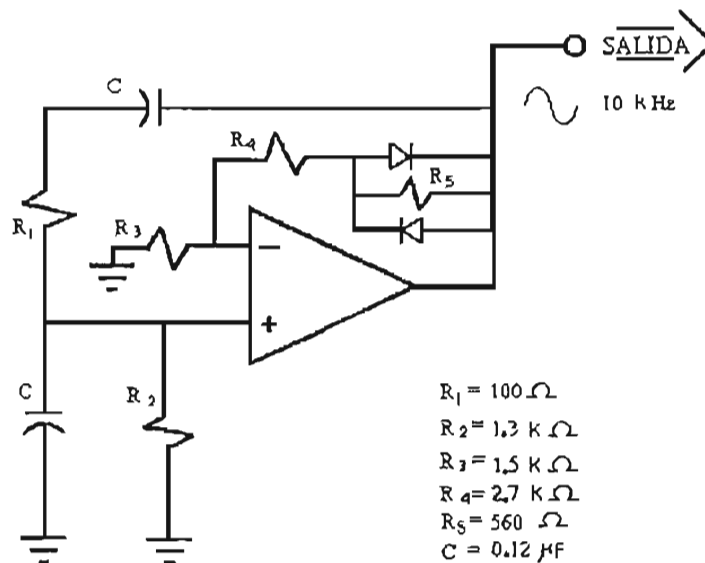 SALIDA
10 kHz
C
R4
R5
R1
R3
−
+
C
R2
R1 = 100 Ω
R2 = 1.3 K Ω
R3 = 1.5 K Ω
R4 = 2.7 K Ω
R5 = 560 Ω
C = 0.12 µF